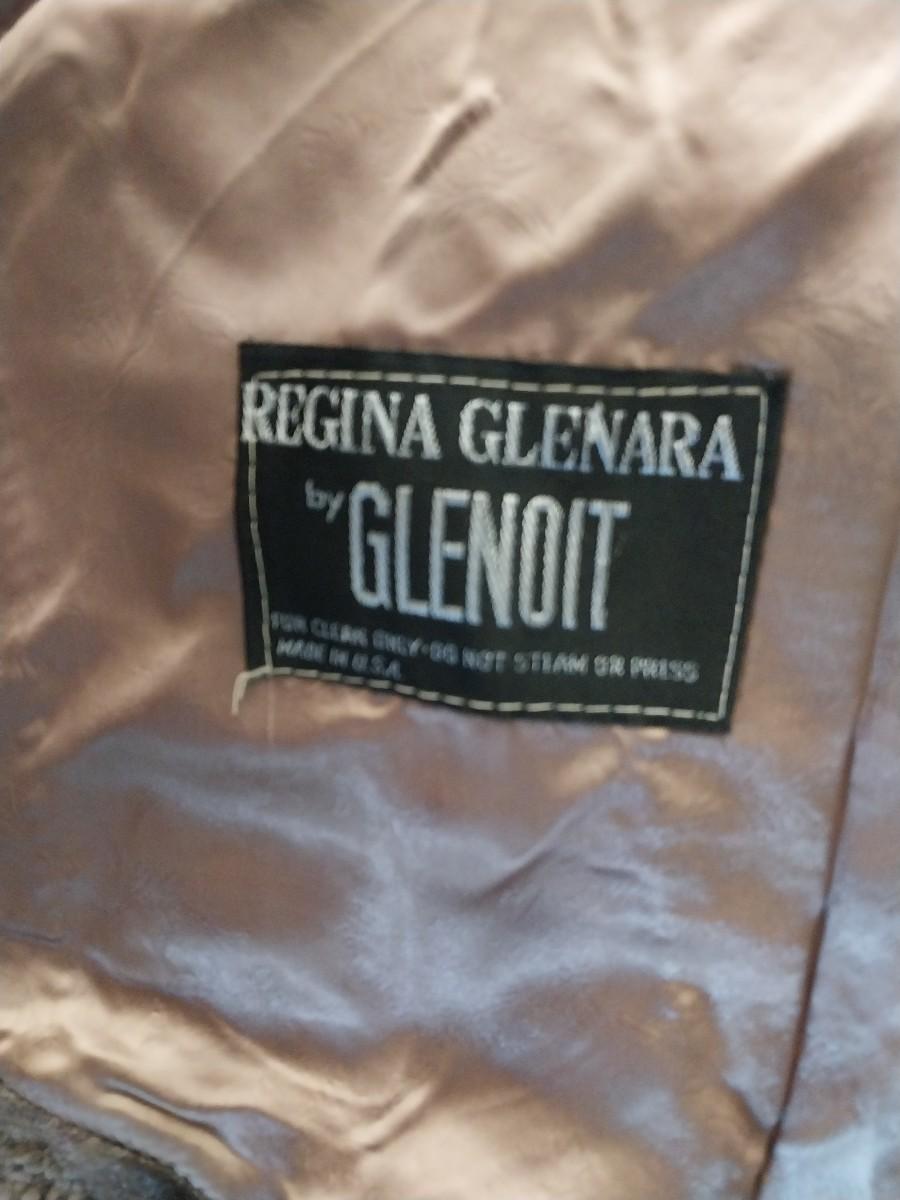 REGINA GLENARA
by GLENOIT
FUR CLEAN ONLY-DO NOT STEAM OR PRESS
MADE IN U.S.A.